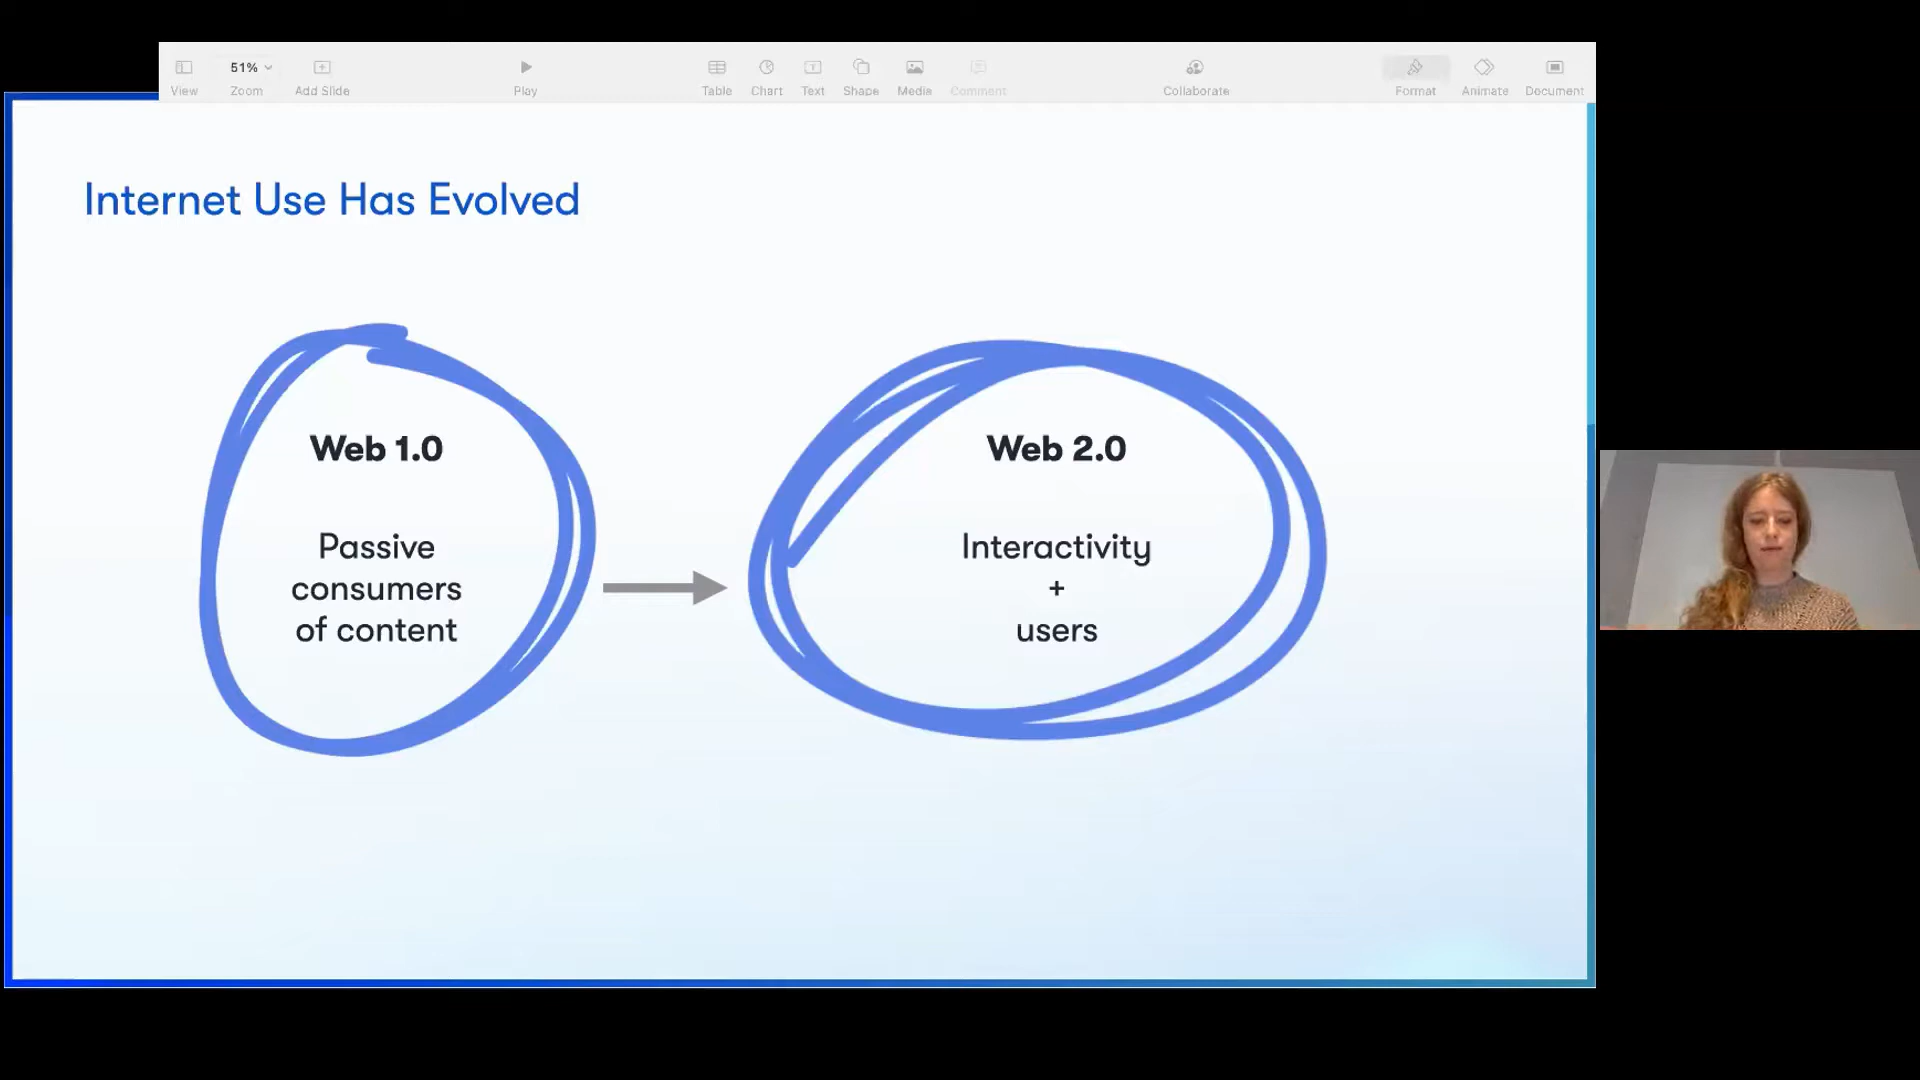 51%
View
Zoom
Add Slide
Play
Table
Chart
Text
Shape
Media
Comment
Collaborate
Format
Animate
Document
Internet Use Has Evolved
Web 1.0
Passive
consumers
of content
Web 2.0
Interactivity
+
users